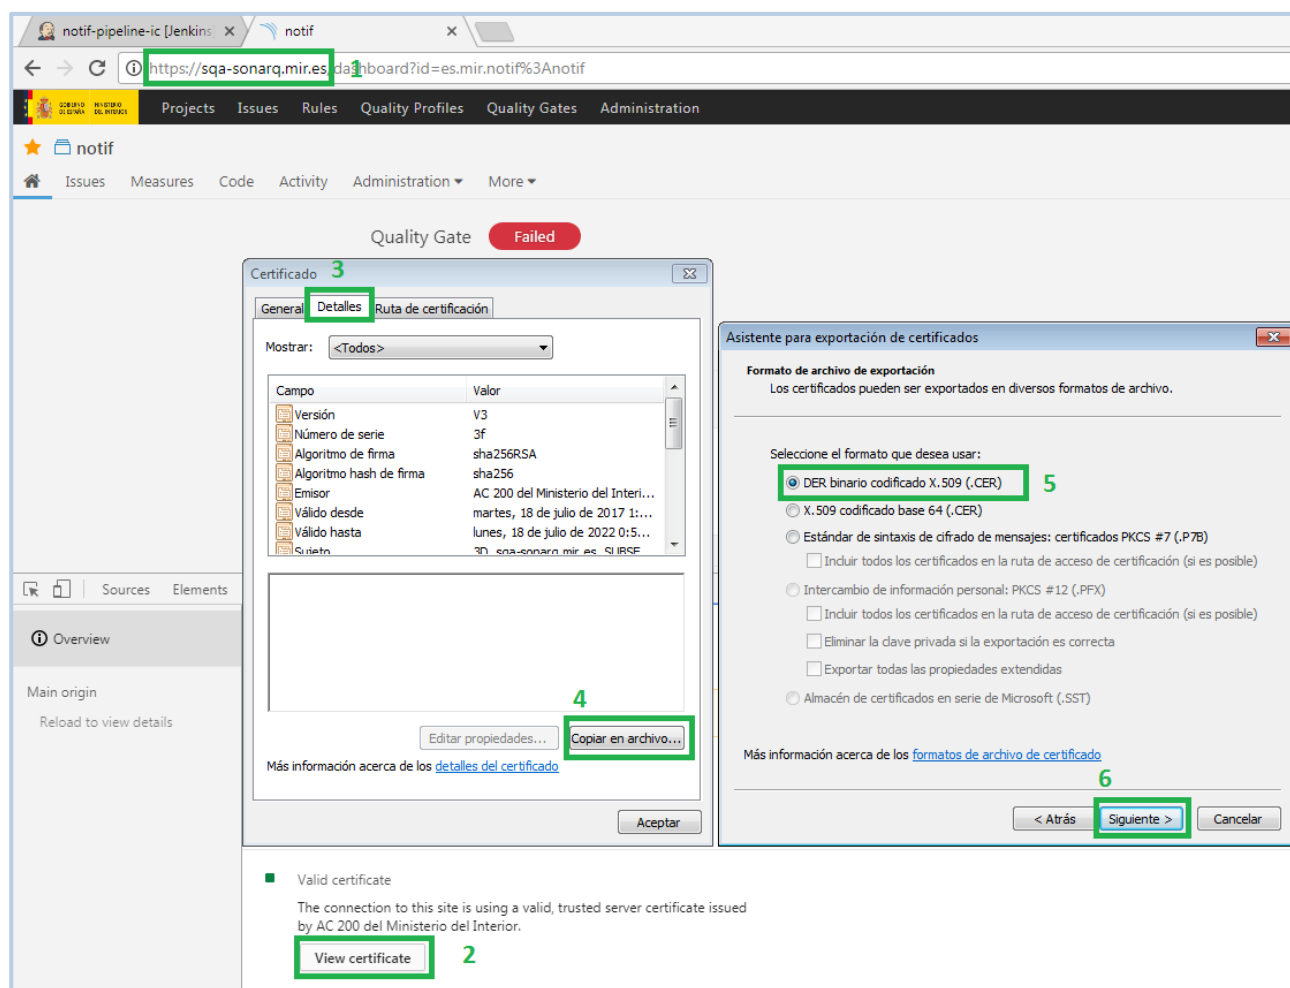 notif-pipeline-ic [Jenkins
notif
https://sqa-sonarq.mir.es/dashboard?id=es.mir.notif%3Anotif
1
GOBIERNO DE ESPAÑA
MINISTERIO DEL INTERIOR
Projects Issues Rules Quality Profiles Quality Gates Administration
notif
Issues Measures Code Activity Administration More
Quality Gate Failed
Certificado 3
General Detalles Ruta de certificación
Mostrar: <Todos>
Campo Valor
Versión V3
Número de serie 3f
Algoritmo de firma sha256RSA
Algoritmo hash de firma sha256
Emisor AC 200 del Ministerio del Interi...
Válido desde martes, 18 de julio de 2017 1:...
Válido hasta lunes, 18 de julio de 2022 0:5...
Sujeto 3D, sqa-sonarq.mir.es, SUBSE
4
Editar propiedades... Copiar en archivo...
Más información acerca de los detalles del certificado
Aceptar
Asistente para exportación de certificados
Formato de archivo de exportación
Los certificados pueden ser exportados en diversos formatos de archivo.
Seleccione el formato que desea usar:
DER binario codificado X.509 (.CER) 5
X.509 codificado base 64 (.CER)
Estándar de sintaxis de cifrado de mensajes: certificados PKCS #7 (.P7B)
Incluir todos los certificados en la ruta de acceso de certificación (si es posible)
Intercambio de información personal: PKCS #12 (.PFX)
Incluir todos los certificados en la ruta de acceso de certificación (si es posible)
Eliminar la clave privada si la exportación es correcta
Exportar todas las propiedades extendidas
Almacén de certificados en serie de Microsoft (.SST)
Más información acerca de los formatos de archivo de certificado
6
< Atrás Siguiente > Cancelar
Sources Elements
Overview
Main origin
Reload to view details
Valid certificate
The connection to this site is using a valid, trusted server certificate issued
by AC 200 del Ministerio del Interior.
View certificate 2